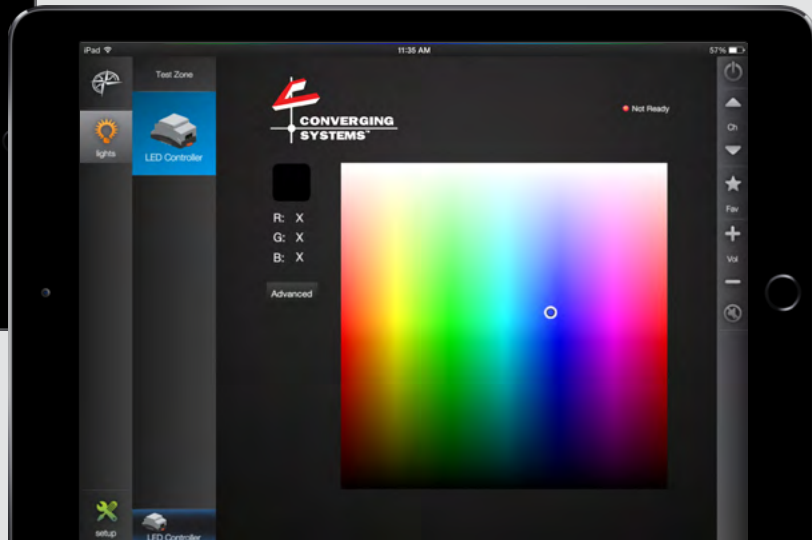 iPad
11:35 AM
57%
Test Zone
lights
LED Controller
CONVERGING
SYSTEMS™
Not Ready
R: X
G: X
B: X
Advanced
Ch
Fav
Vol
setup
LED Controller